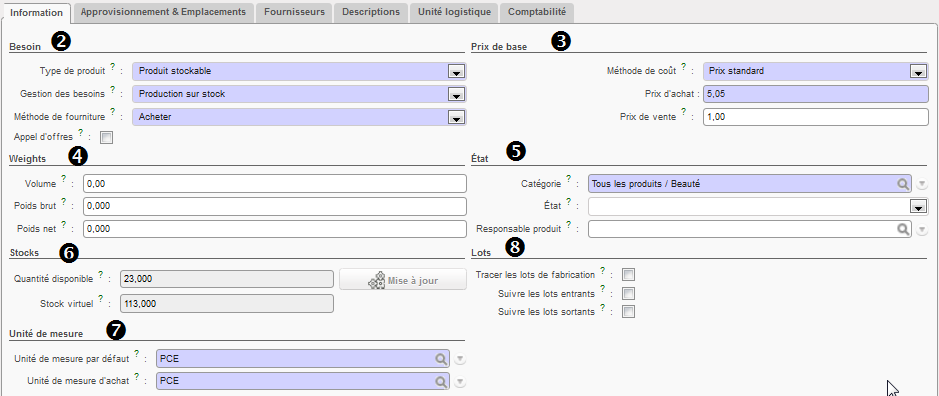 Information Approvisionnement & Emplacements Fournisseurs Descriptions Unité logistique Comptabilité
Besoin 2
Type de produit ? : Produit stockable
Gestion des besoins ? : Production sur stock
Méthode de fourniture ? : Acheter
Appel d'offres ? :
Prix de base 3
Méthode de coût ? : Prix standard
Prix d'achat : 5,05
Prix de vente ? : 1,00
Weights 4
Volume ? : 0,00
Poids brut ? : 0,000
Poids net ? : 0,000
État 5
Catégorie ? : Tous les produits / Beauté
État ? :
Responsable produit ? :
Stocks 6
Quantité disponible ? : 23,000 Mise à jour
Stock virtuel ? : 113,000
Lots 8
Tracer les lots de fabrication ? :
Suivre les lots entrants ? :
Suivre les lots sortants ? :
Unité de mesure 7
Unité de mesure par défaut ? : PCE
Unité de mesure d'achat ? : PCE